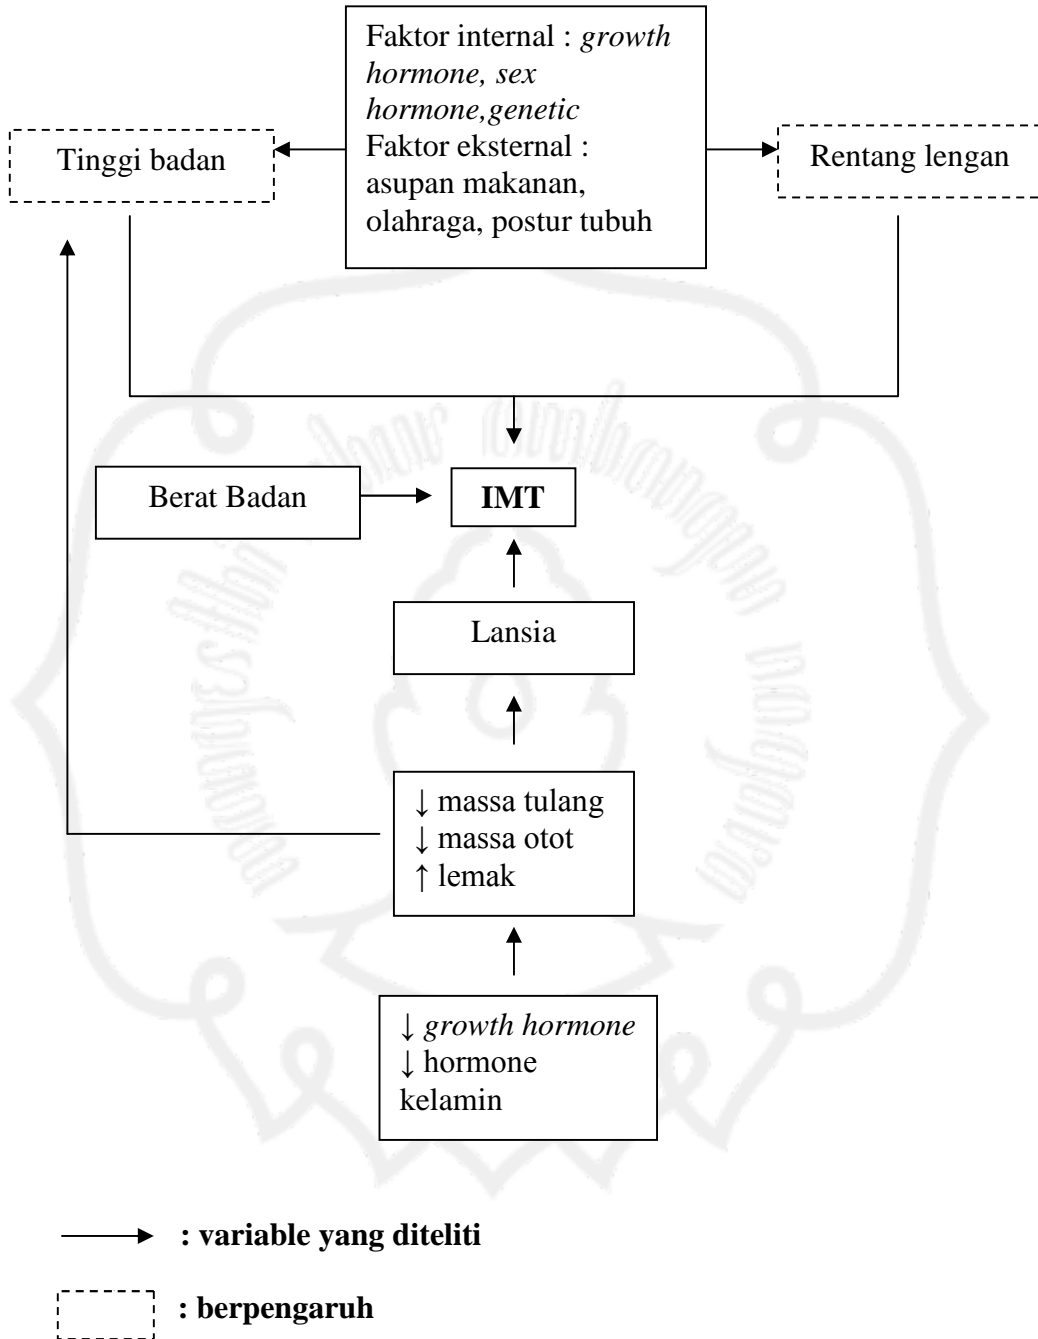 Faktor internal : growth
hormone, sex
hormone,genetic
Faktor eksternal :
asupan makanan,
olahraga, postur tubuh
Tinggi badan
Rentang lengan
Berat Badan
IMT
Lansia
↓ massa tulang
↓ massa otot
↑ lemak
↓ growth hormone
↓ hormone
kelamin
: variable yang diteliti
: berpengaruh